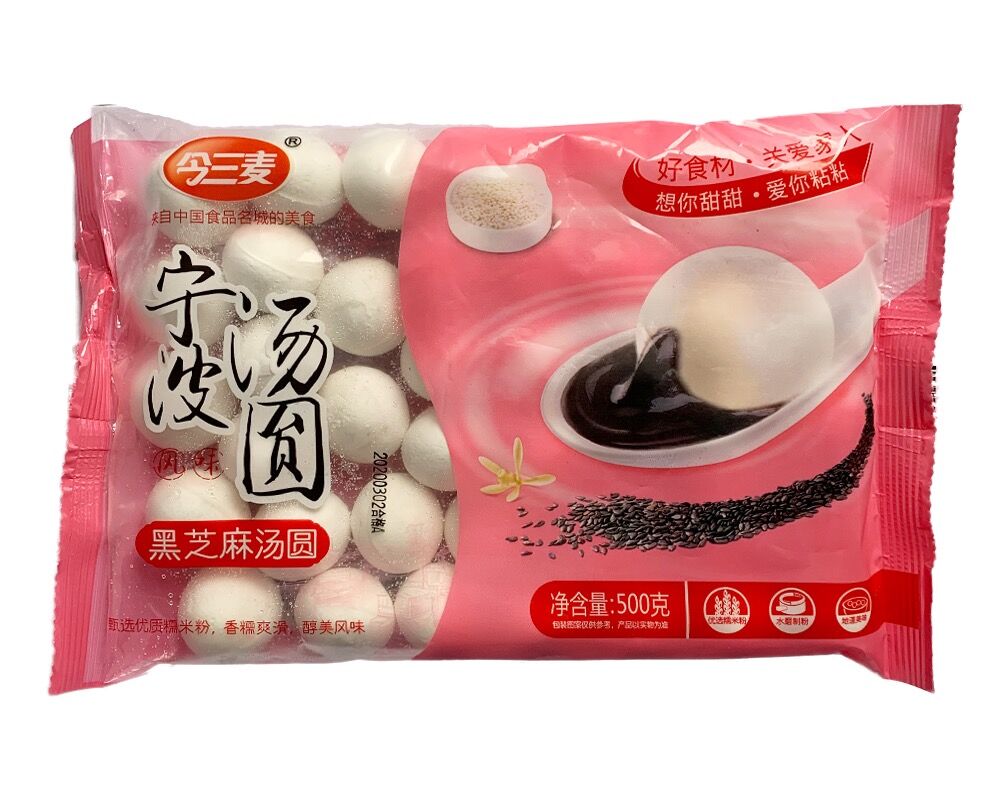 今三麦®
来自中国食品名城的美食
宁波
汤圆
风味
黑芝麻汤圆
甄选优质糯米粉，香糯爽滑，醇美风味
20200302合格A
好食材·关爱家人
想你甜甜·爱你粘粘
净含量:500克
包装图案仅供参考，产品以实物为准
优选糯米粉
水磨制粉
地道美味